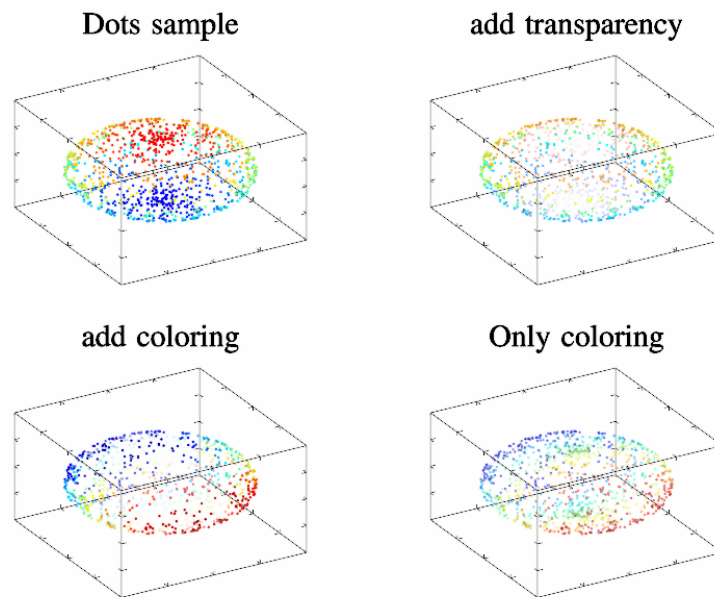 Dots sample
add transparency
add coloring
Only coloring